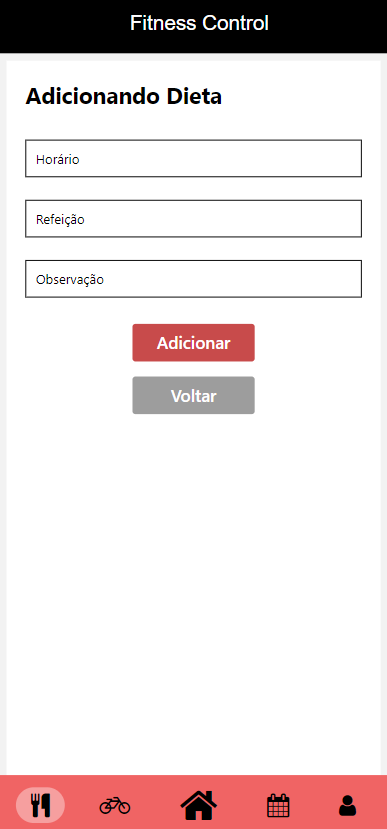 Fitness Control
Adicionando Dieta
Horário
Refeição
Observação
Adicionar
Voltar